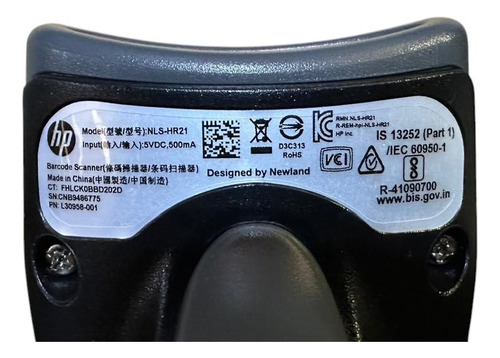 hp
Model(型號/型号):NLS-HR21
Input(输入/输入):5VDC,500mA
Barcode Scanner(條碼掃描器/条码扫描器)
Made in China(中國製造/中国制造)
CT: FHLCK0BBD202D
SN:CNB9486775
PN: L30958-001
D3C313
RoHS
Designed by Newland
RMN:NLS-HR21
R-REM-hpi-NLS-HR21
HP Inc.
VCI
IS 13252 (Part 1)
/IEC 60950-1
R-41090700
www.bis.gov.in